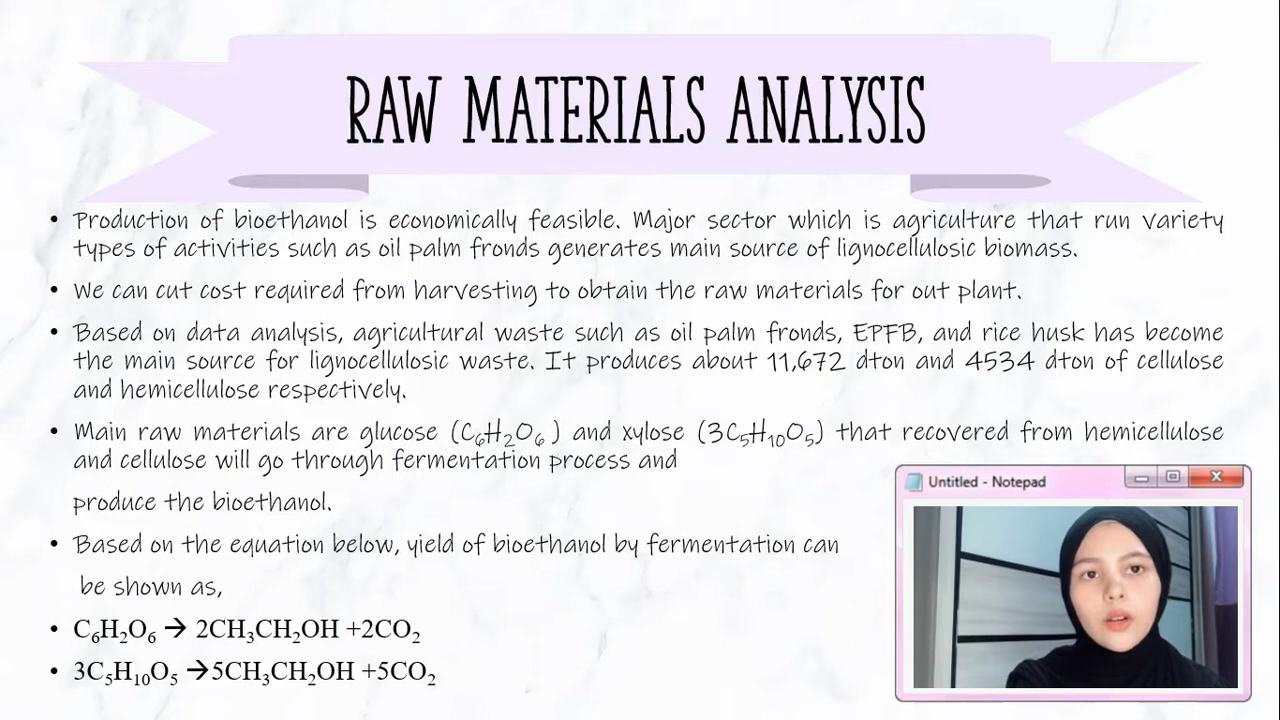 RAW MATERIALS ANALYSIS
• Production of bioethanol is economically feasible. Major sector which is agriculture that run variety
types of activities such as oil palm fronds generates main source of lignocellulosic biomass.
• We can cut cost required from harvesting to obtain the raw materials for out plant.
• Based on data analysis, agricultural waste such as oil palm fronds, EPFB, and rice husk has become
the main source for lignocellulosic waste. It produces about 11,672 dton and 4534 dton of cellulose
and hemicellulose respectively.
• Main raw materials are glucose (C₆H₂O₆ ) and xylose (3C₅H₁₀O₅) that recovered from hemicellulose
and cellulose will go through fermentation process and
produce the bioethanol.
• Based on the equation below, yield of bioethanol by fermentation can
be shown as,
• C₆H₂O₆ → 2CH₃CH₂OH +2CO₂
• 3C₅H₁₀O₅ →5CH₃CH₂OH +5CO₂
Untitled - Notepad